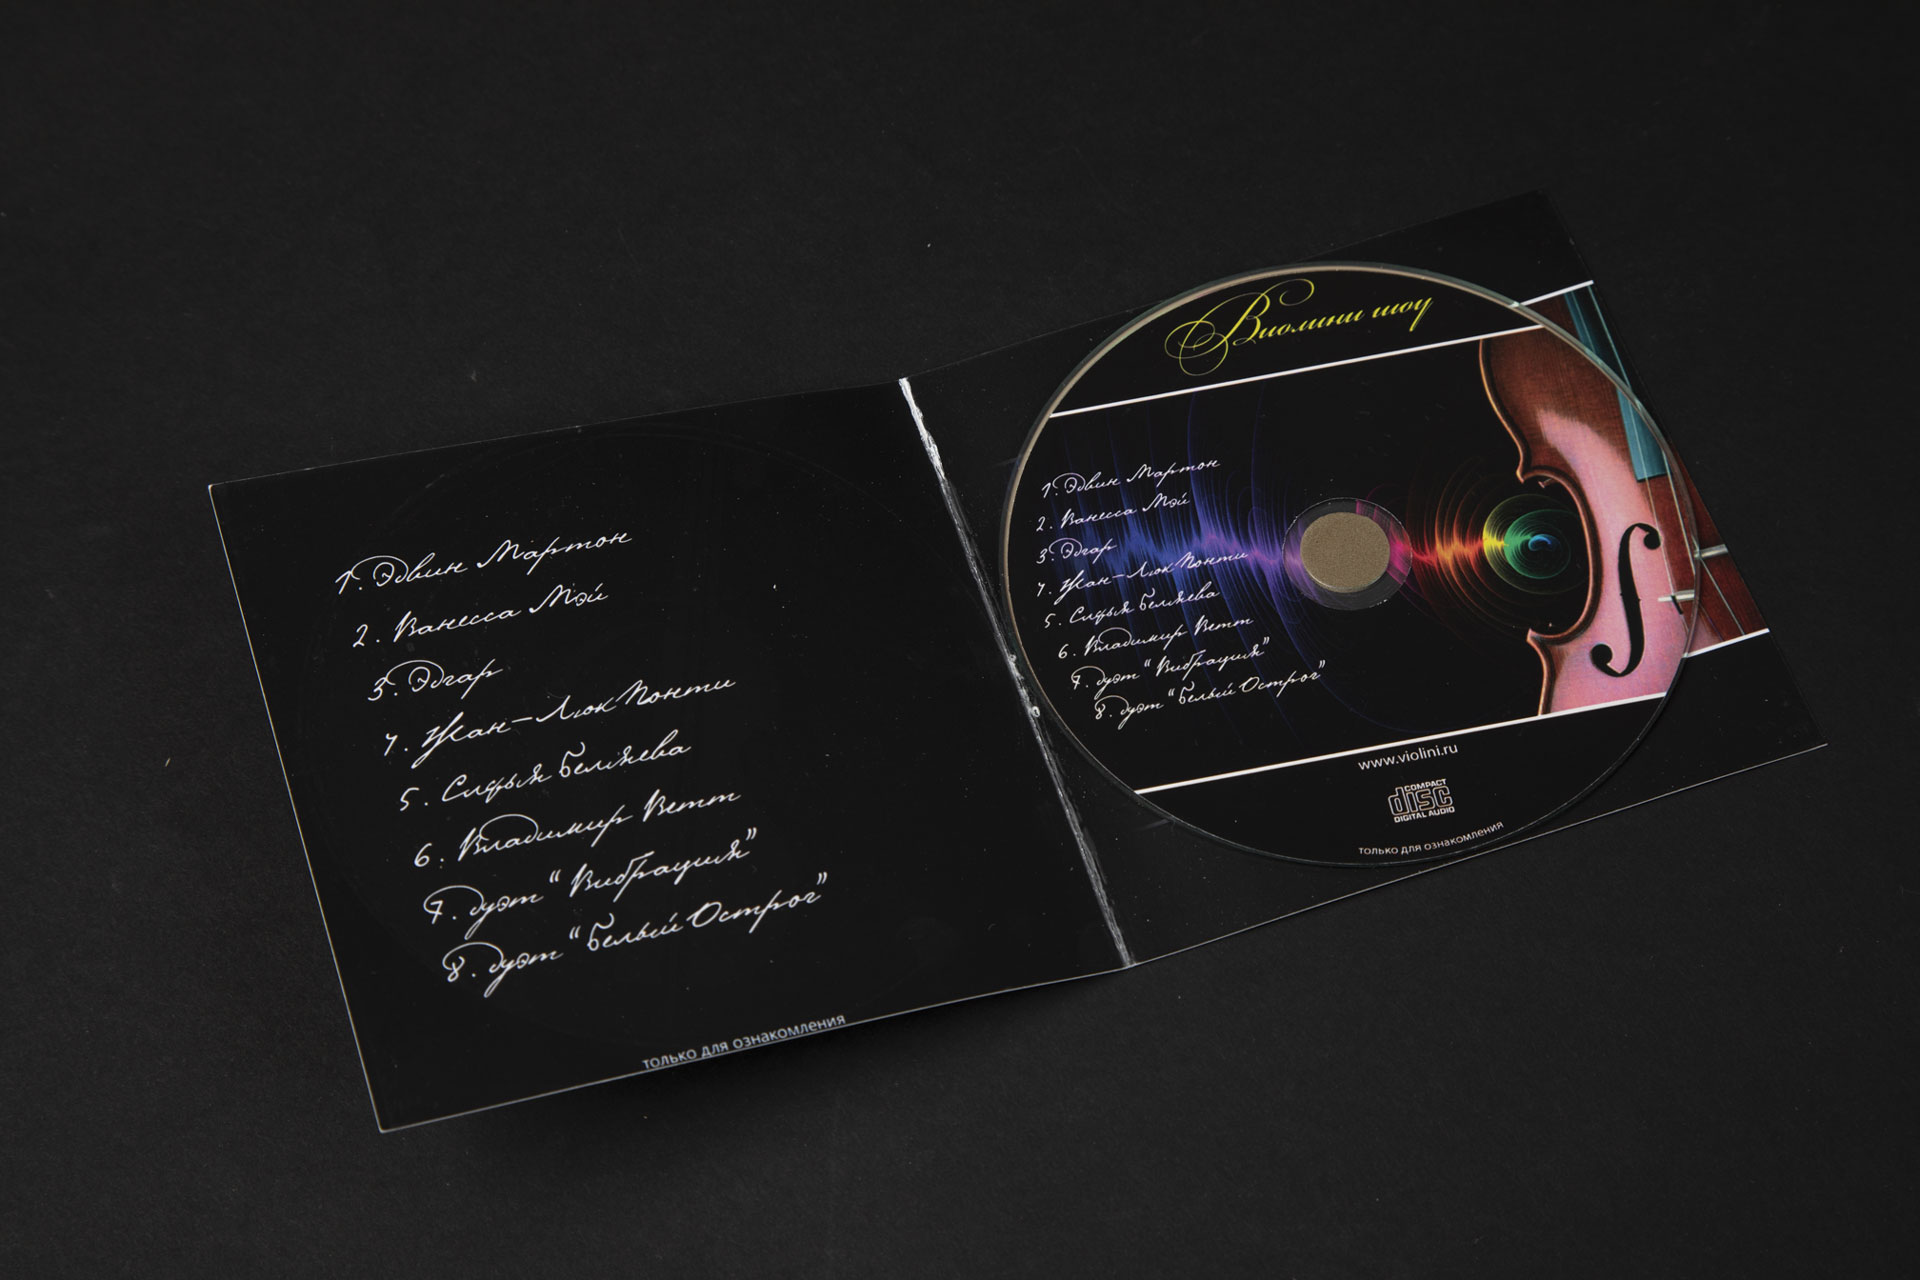 1. Эдвин Мартон
2. Ванесса Мэй
3. Эдгар
4. Жан-Люк Понти
5. Софья Беляева
6. Владимир Ветт
7. дуэт "Вибрация"
8. дуэт "Белый Острог"
только для ознакомления
Виолини шоу
1. Эдвин Мартон
2. Ванесса Мэй
3. Эдгар
4. Жан-Люк Понти
5. Софья Беляева
6. Владимир Ветт
7. дуэт "Вибрация"
8. дуэт "Белый Острог"
www.violini.ru
COMPACT
disc
DIGITAL AUDIO
только для ознакомления